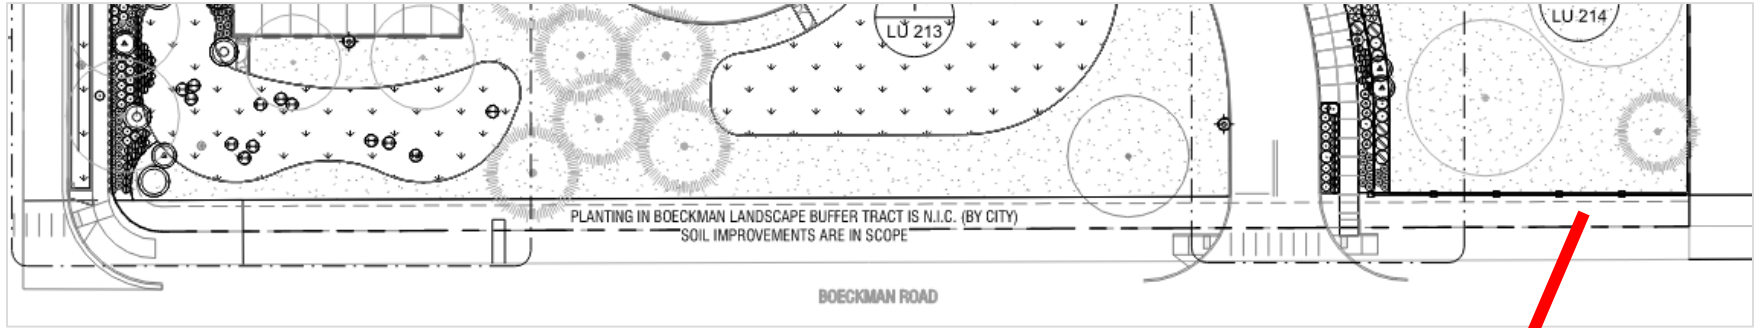 LU 213
LU 214
PLANTING IN BOECKMAN LANDSCAPE BUFFER TRACT IS N.I.C. (BY CITY)
SOIL IMPROVEMENTS ARE IN SCOPE
BOECKMAN ROAD